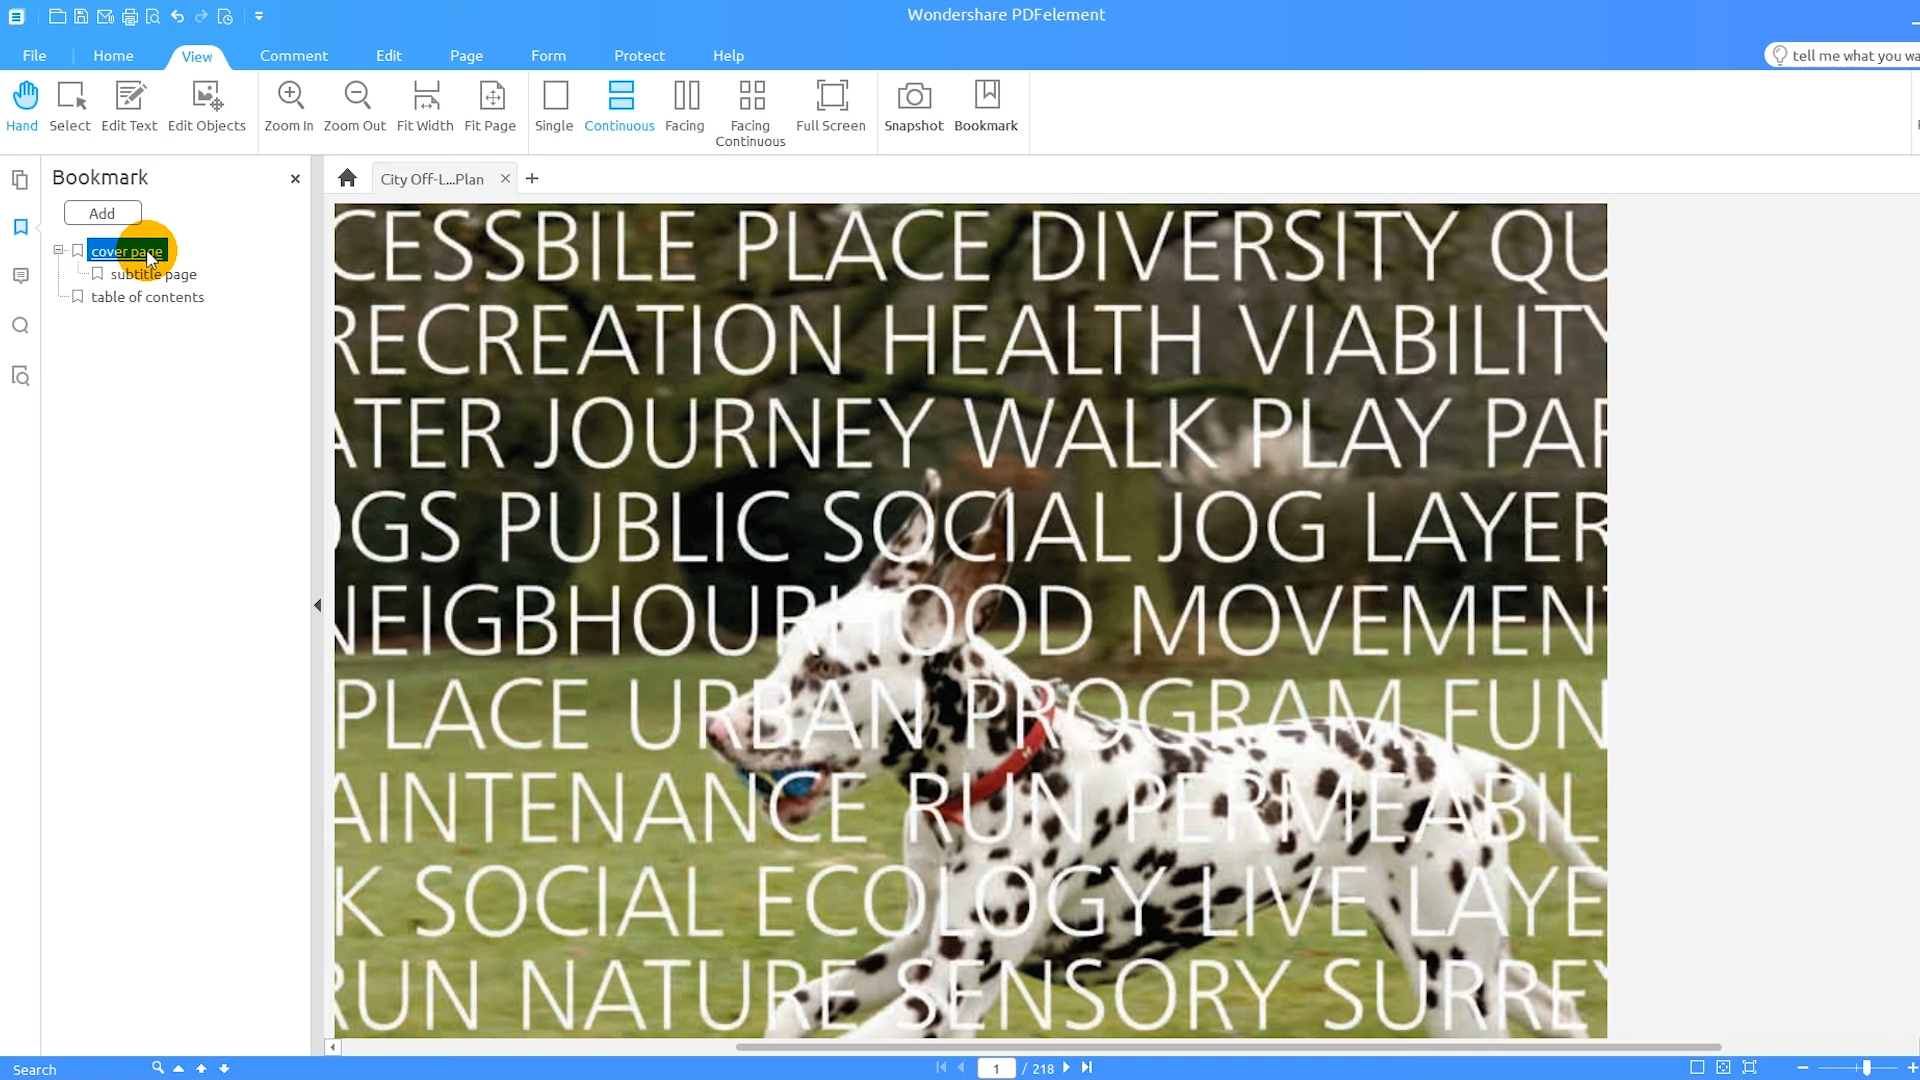 Wondershare PDFelement
File Home View Comment Edit Page Form Protect Help tell me what you wa
Hand Select Edit Text Edit Objects Zoom In Zoom Out Fit Width Fit Page Single Continuous Facing Facing Continuous Full Screen Snapshot Bookmark
Bookmark
City Off-L...Plan
Add
cover page
subtitle page
table of contents
CESSBILE PLACE DIVERSITY QU
RECREATION HEALTH VIABILITY
ATER JOURNEY WALK PLAY PAR
OGS PUBLIC SOCIAL JOG LAYER
NEIGBHOURHOOD MOVEMENT
PLACE URBAN PROGRAM FUN
AINTENANCE RUN PERMEABIL
K SOCIAL ECOLOGY LIVE LAYE
RUN NATURE SENSORY SURREY
Search
1 / 218